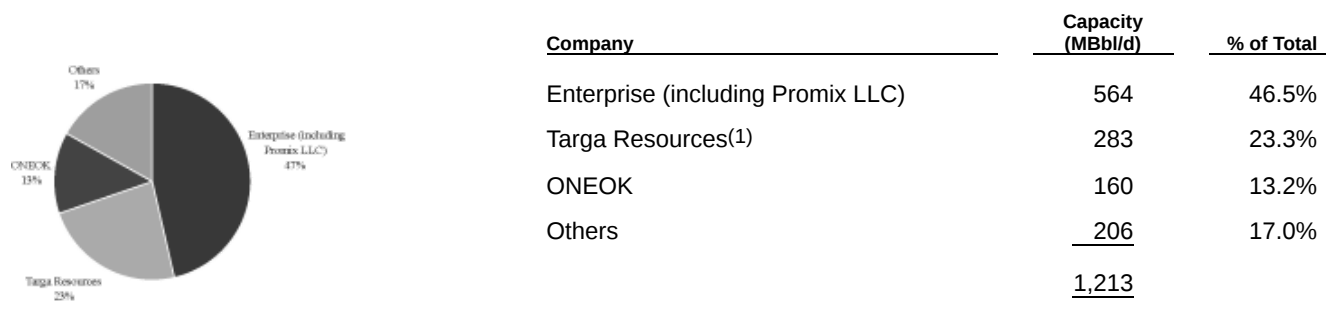 Others
17%
Enterprise (including
Promix LLC)
47%
ONEOK
13%
Targa Resources
23%
Capacity
Company (MBbl/d) % of Total
Enterprise (including Promix LLC) 564 46.5%
Targa Resources(1) 283 23.3%
ONEOK 160 13.2%
Others 206 17.0%
1,213